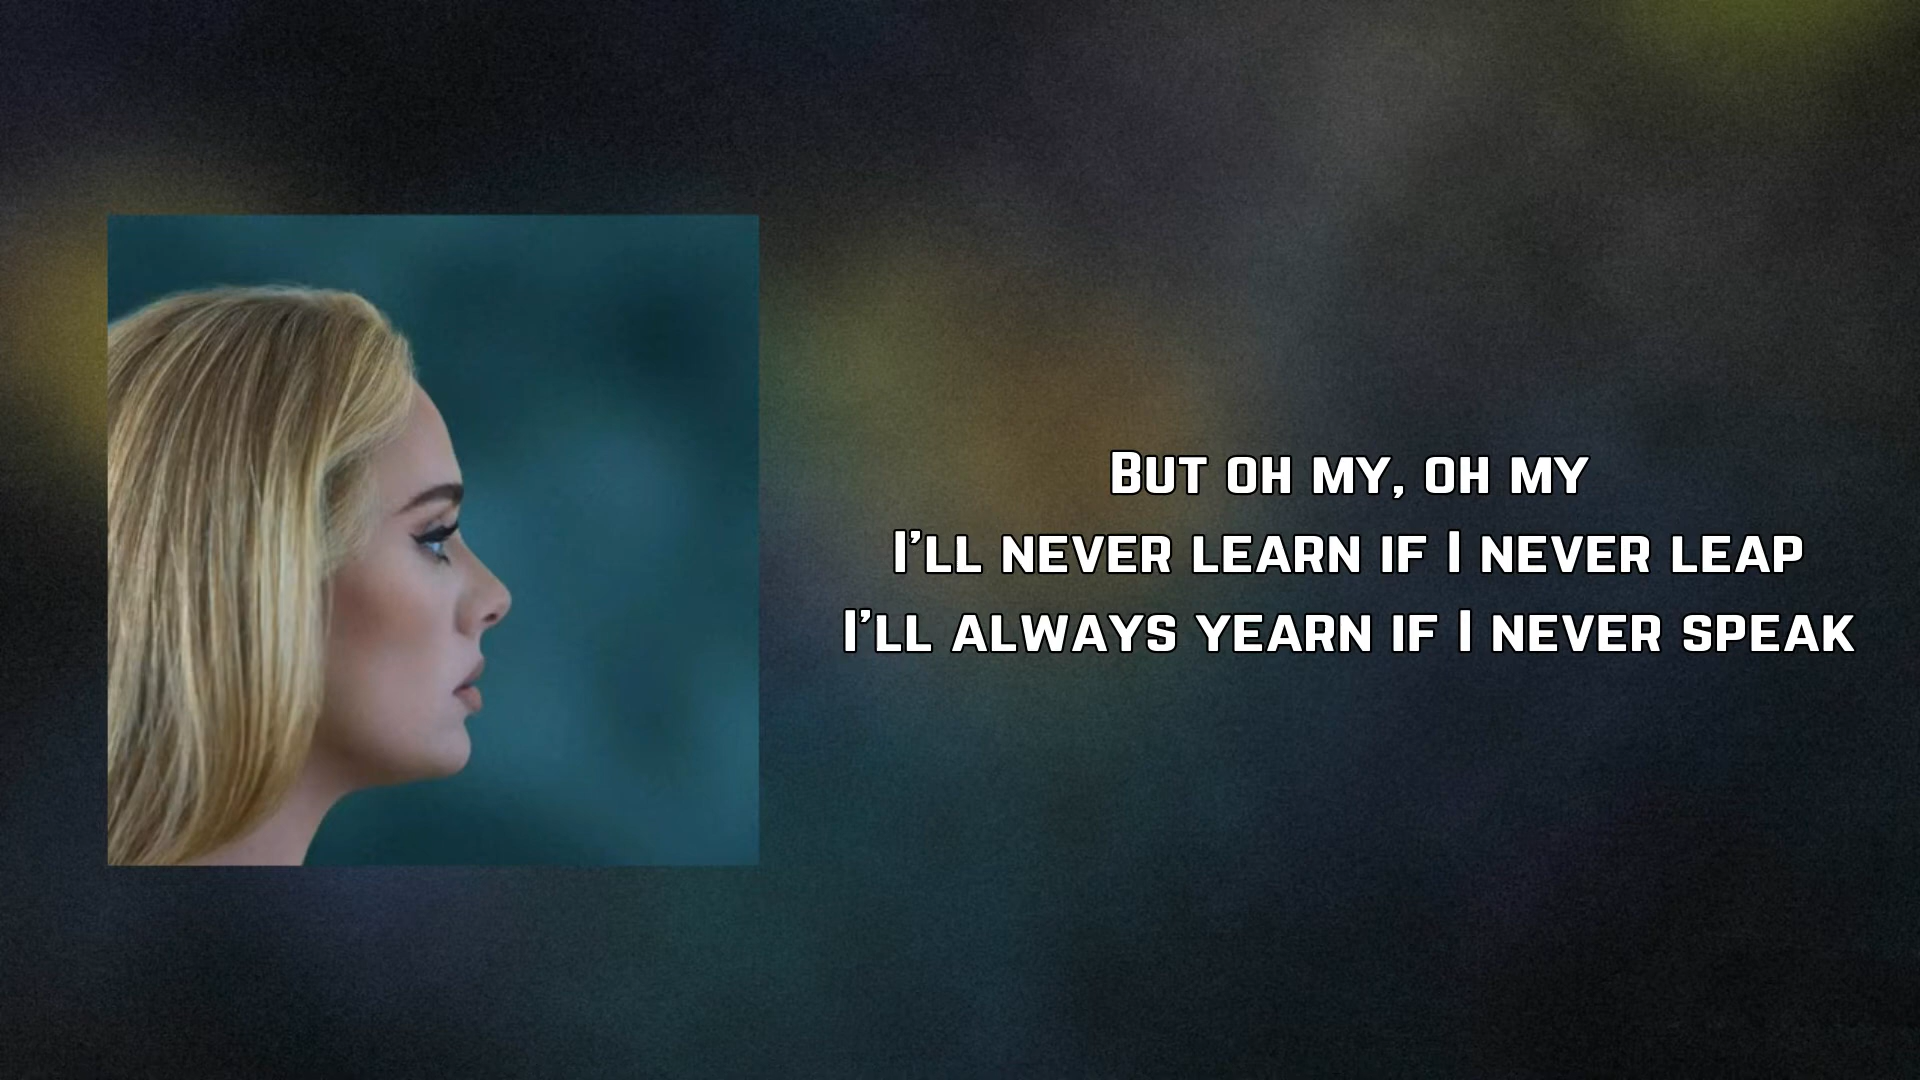 But oh my, oh my
I'll never learn if I never leap
I'll always yearn if I never speak